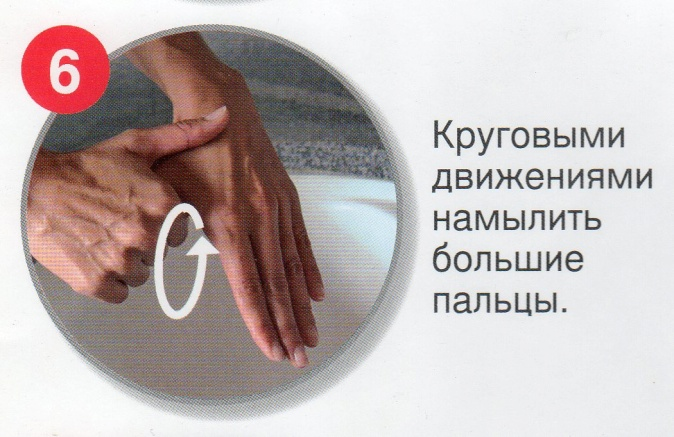 6
Круговыми
движениями
намылить
большие
пальцы.